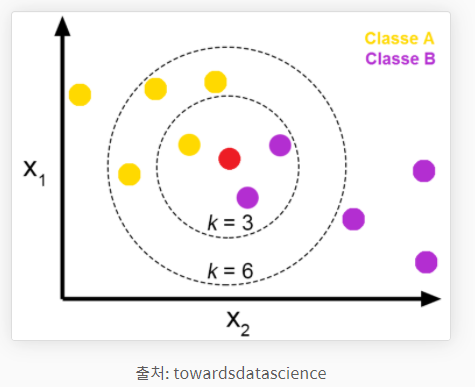 Classe A
Classe B
X1
k = 3
k = 6
X2
출처: towardsdatascience